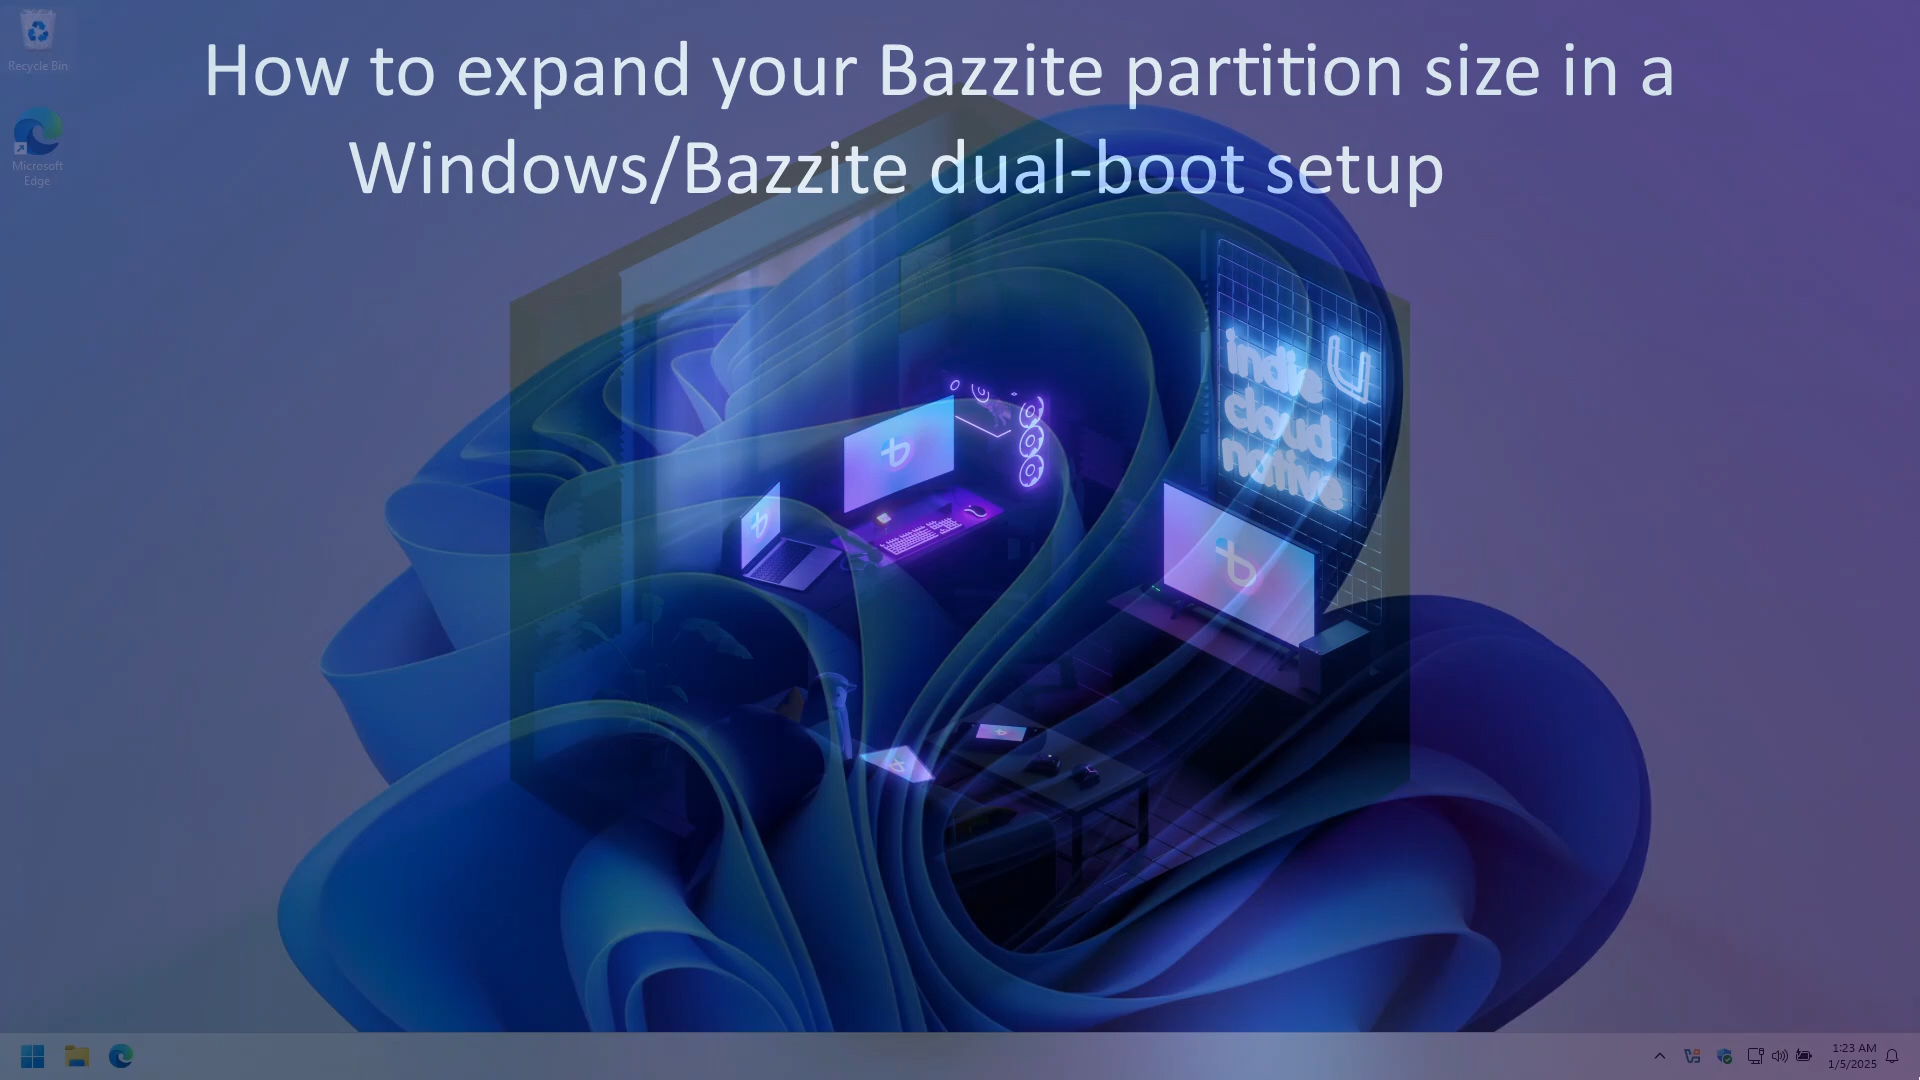 How to expand your Bazzite partition size in a
Windows/Bazzite dual-boot setup
Recycle Bin
Microsoft
Edge
indie
cloud
native
1:23 AM
1/5/2025